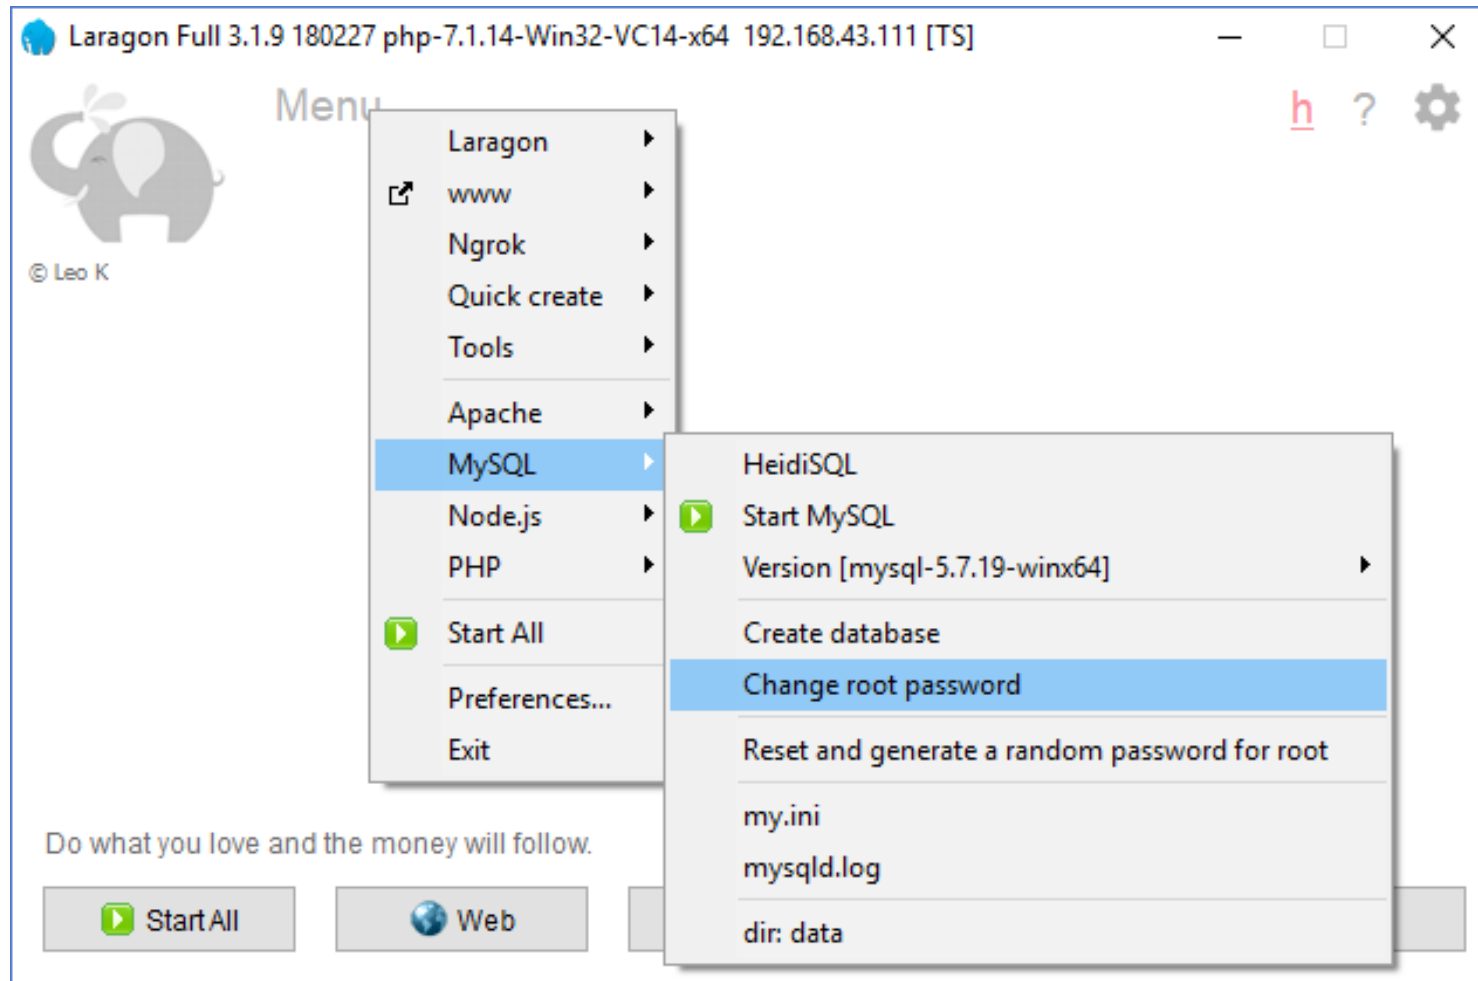 Laragon Full 3.1.9 180227 php-7.1.14-Win32-VC14-x64 192.168.43.111 [TS]
Menu
h ?
© Leo K
Laragon
www
Ngrok
Quick create
Tools
Apache
MySQL
Node.js
PHP
Start All
Preferences...
Exit
HeidiSQL
Start MySQL
Version [mysql-5.7.19-winx64]
Create database
Change root password
Reset and generate a random password for root
my.ini
mysqld.log
dir: data
Do what you love and the money will follow.
Start All
Web